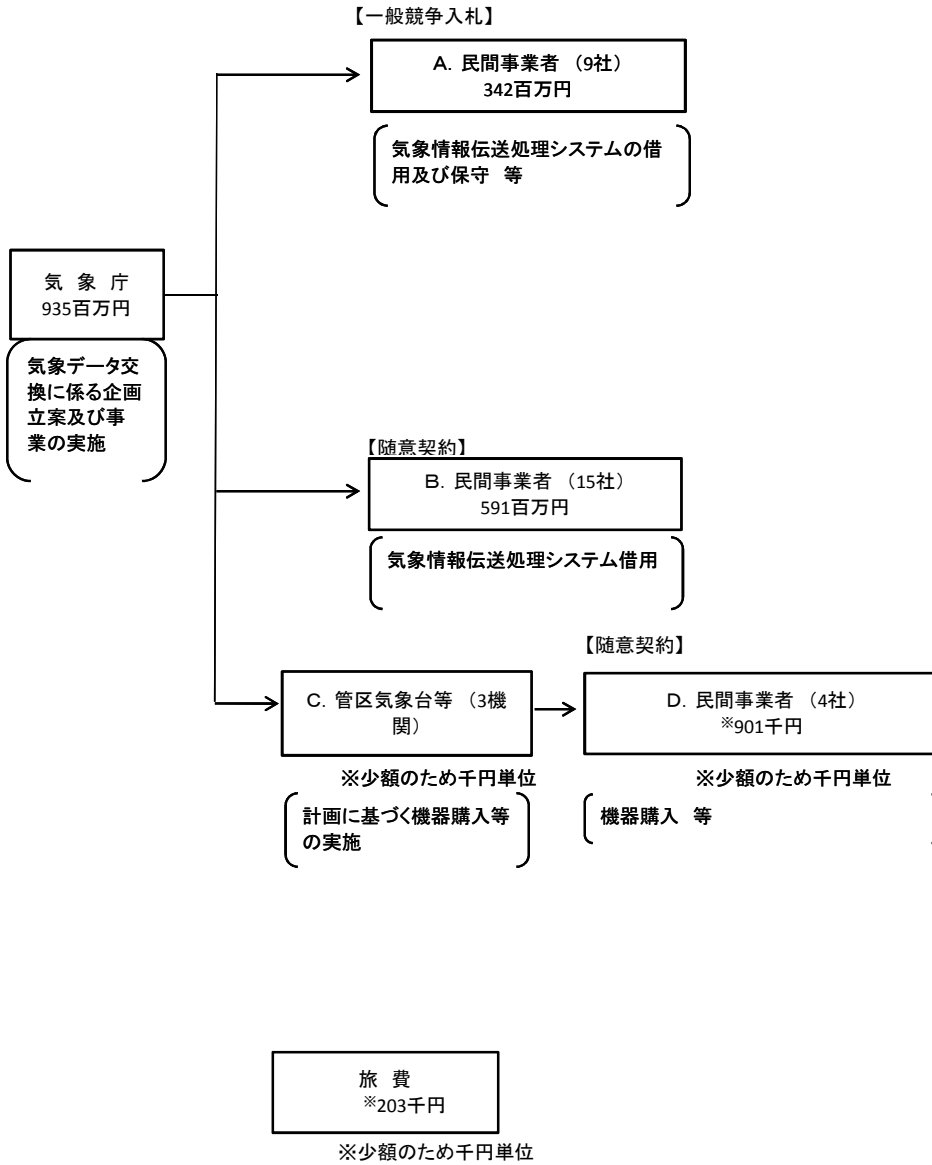 【一般競争入札】
A. 民間事業者 （9社）
342百万円
気象情報伝送処理システムの借
用及び保守 等
気 象 庁
935百万円
気象データ交
換に係る企画
立案及び事
業の実施
【随意契約】
B. 民間事業者 （15社）
591百万円
気象情報伝送処理システム借用
【随意契約】
C. 管区気象台等 （3機
関）
D. 民間事業者 （4社）
※901千円
※少額のため千円単位
※少額のため千円単位
計画に基づく機器購入等
の実施
機器購入 等
旅 費
※203千円
※少額のため千円単位